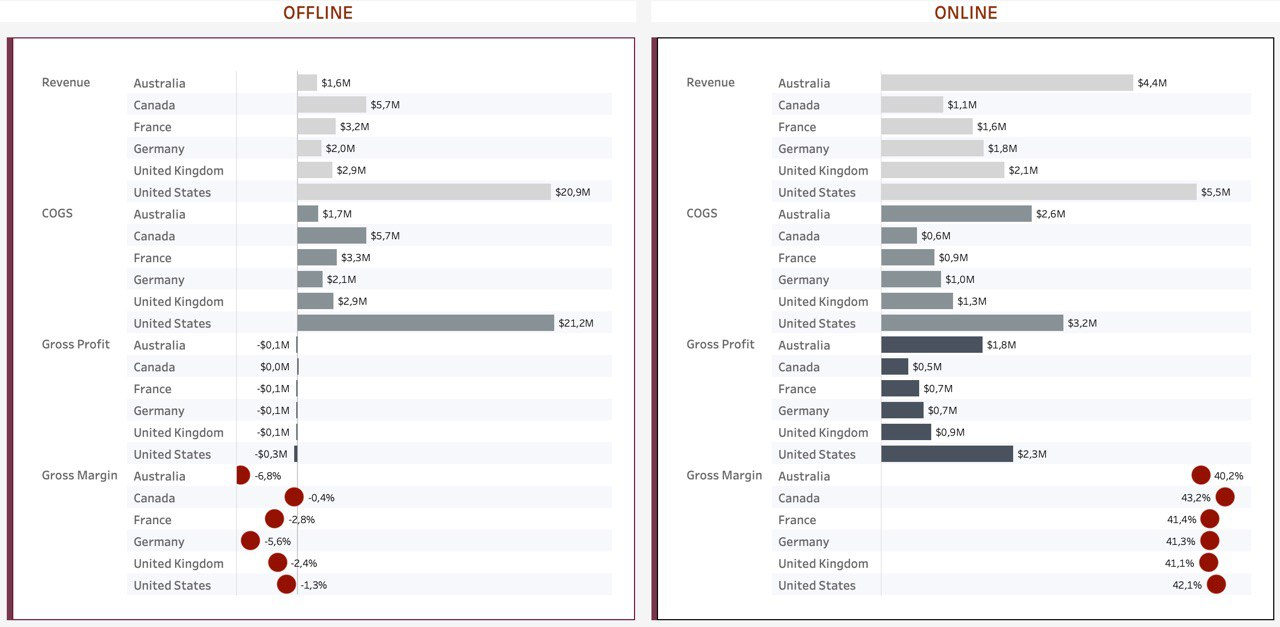 OFFLINE
Revenue Australia $1,6M
Canada $5,7M
France $3,2M
Germany $2,0M
United Kingdom $2,9M
United States $20,9M
COGS Australia $1,7M
Canada $5,7M
France $3,3M
Germany $2,1M
United Kingdom $2,9M
United States $21,2M
Gross Profit Australia -$0,1M
Canada $0,0M
France -$0,1M
Germany -$0,1M
United Kingdom -$0,1M
United States -$0,3M
Gross Margin Australia -6,8%
Canada -0,4%
France -2,8%
Germany -5,6%
United Kingdom -2,4%
United States -1,3%
ONLINE
Revenue Australia $4,4M
Canada $1,1M
France $1,6M
Germany $1,8M
United Kingdom $2,1M
United States $5,5M
COGS Australia $2,6M
Canada $0,6M
France $0,9M
Germany $1,0M
United Kingdom $1,3M
United States $3,2M
Gross Profit Australia $1,8M
Canada $0,5M
France $0,7M
Germany $0,7M
United Kingdom $0,9M
United States $2,3M
Gross Margin Australia 40,2%
Canada 43,2%
France 41,4%
Germany 41,3%
United Kingdom 41,1%
United States 42,1%